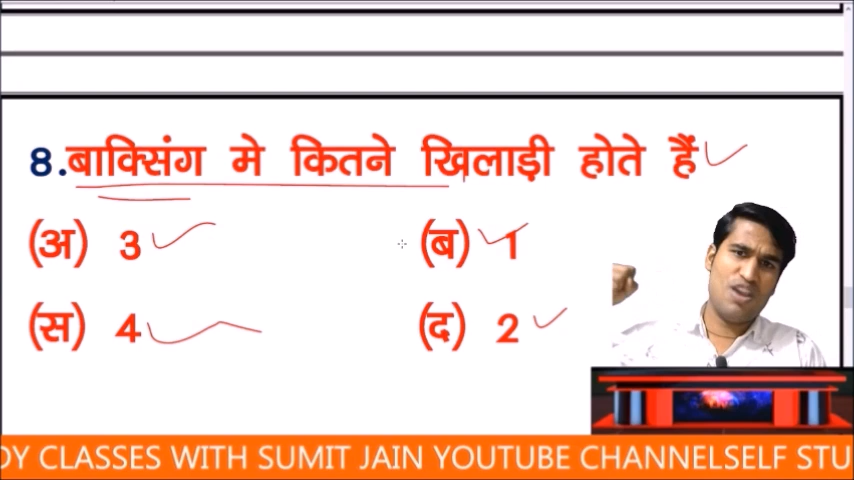 8.बाक्सिंग मे कितने खिलाड़ी होते हैं
(अ) 3 (ब) 1
(स) 4 (द) 2
DY CLASSES WITH SUMIT JAIN YOUTUBE CHANNELSELF STU